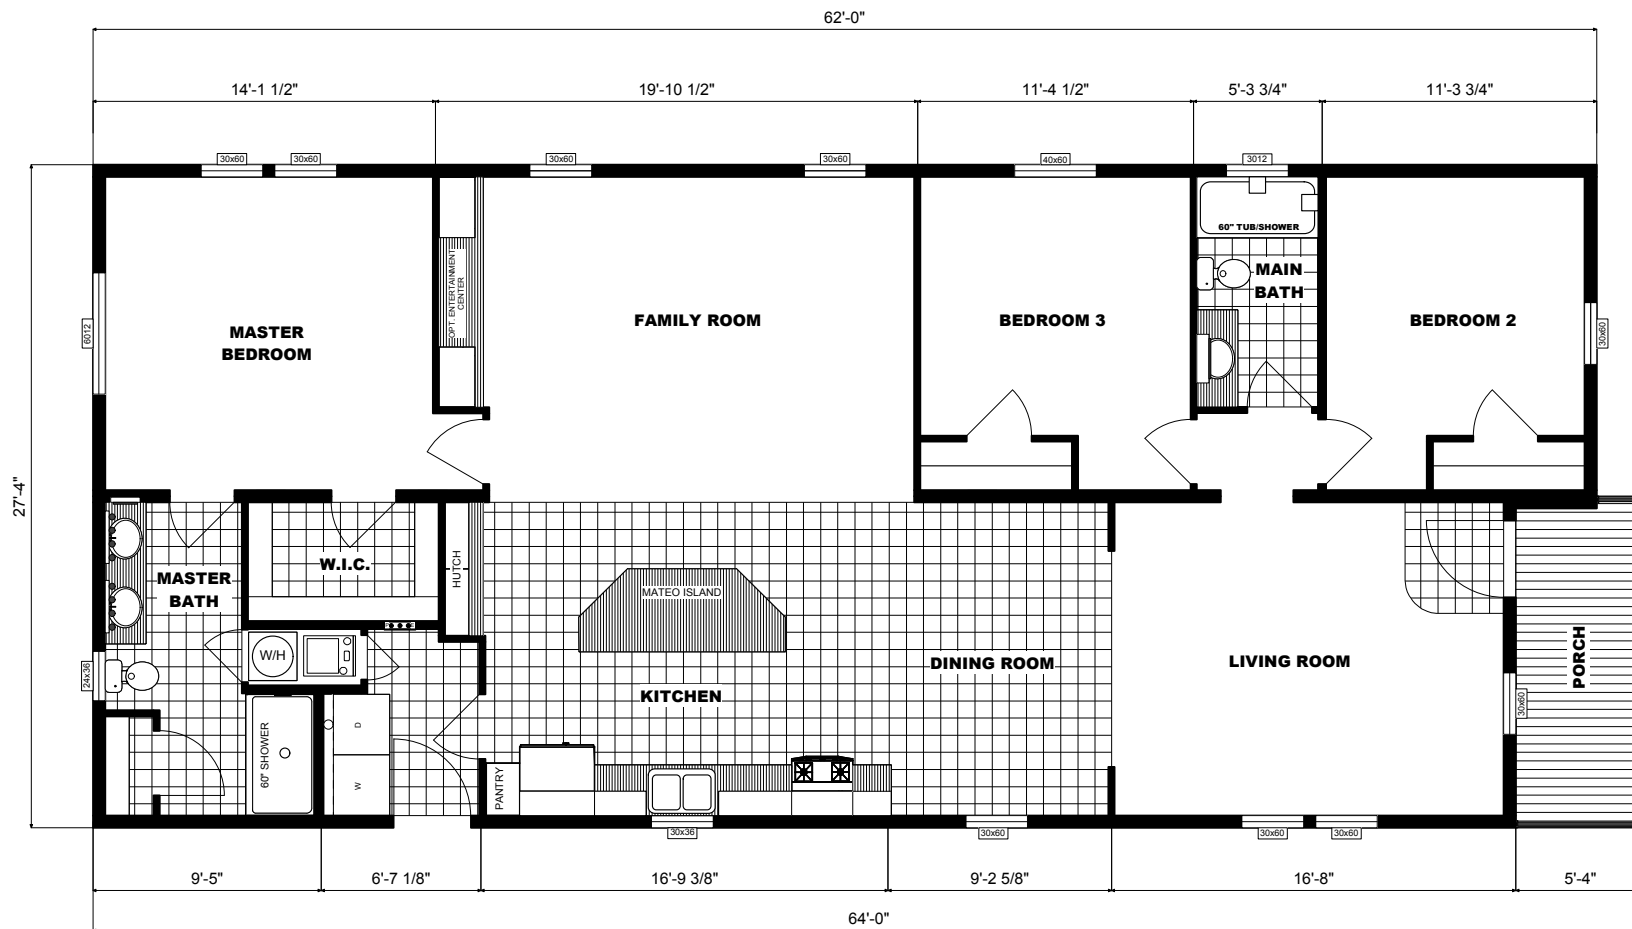 62'-0"
14'-1 1/2"
19'-10 1/2"
11'-4 1/2"
5'-3 3/4"
11'-3 3/4"
30x60
30x60
30x60
30x60
40x60
3012
60" TUB/SHOWER
OPT. ENTERTAINMENT
CENTER
MAIN
BATH
MASTER
BEDROOM
FAMILY ROOM
BEDROOM 3
BEDROOM 2
6012
30x60
27'-4"
W.I.C.
HUTCH
MASTER
BATH
MATEO ISLAND
W/H
DINING ROOM
LIVING ROOM
PORCH
24x36
KITCHEN
30x60
60" SHOWER
D
W
PANTRY
30x36
30x60
30x60
30x60
9'-5"
6'-7 1/8"
16'-9 3/8"
9'-2 5/8"
16'-8"
5'-4"
64'-0"